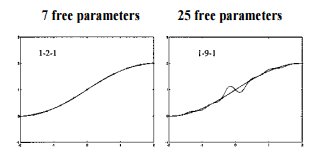 7 free parameters
25 free parameters
1-2-1
1-9-1